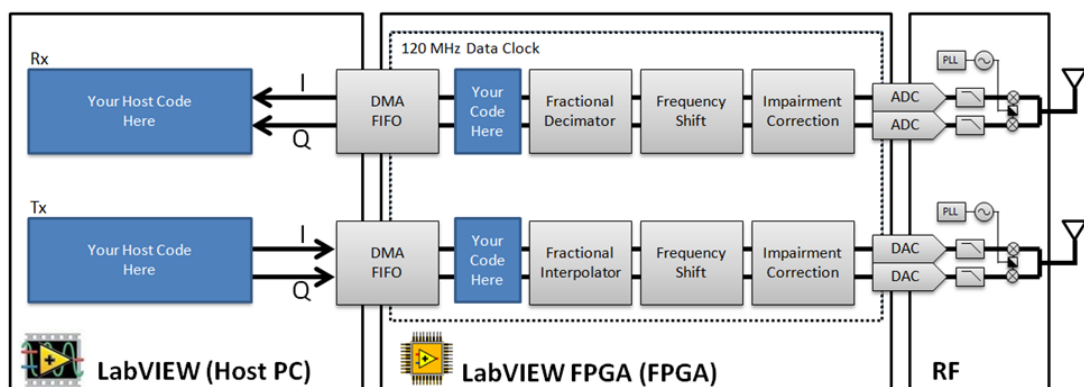 120 MHz Data Clock
Rx
Your Host Code
Here
I
Q
DMA
FIFO
Your
Code
Here
Fractional
Decimator
Frequency
Shift
Impairment
Correction
ADC
ADC
PLL
Tx
Your Host Code
Here
I
Q
DMA
FIFO
Your
Code
Here
Fractional
Interpolator
Frequency
Shift
Impairment
Correction
DAC
DAC
PLL
LabVIEW (Host PC)
LabVIEW FPGA (FPGA)
RF